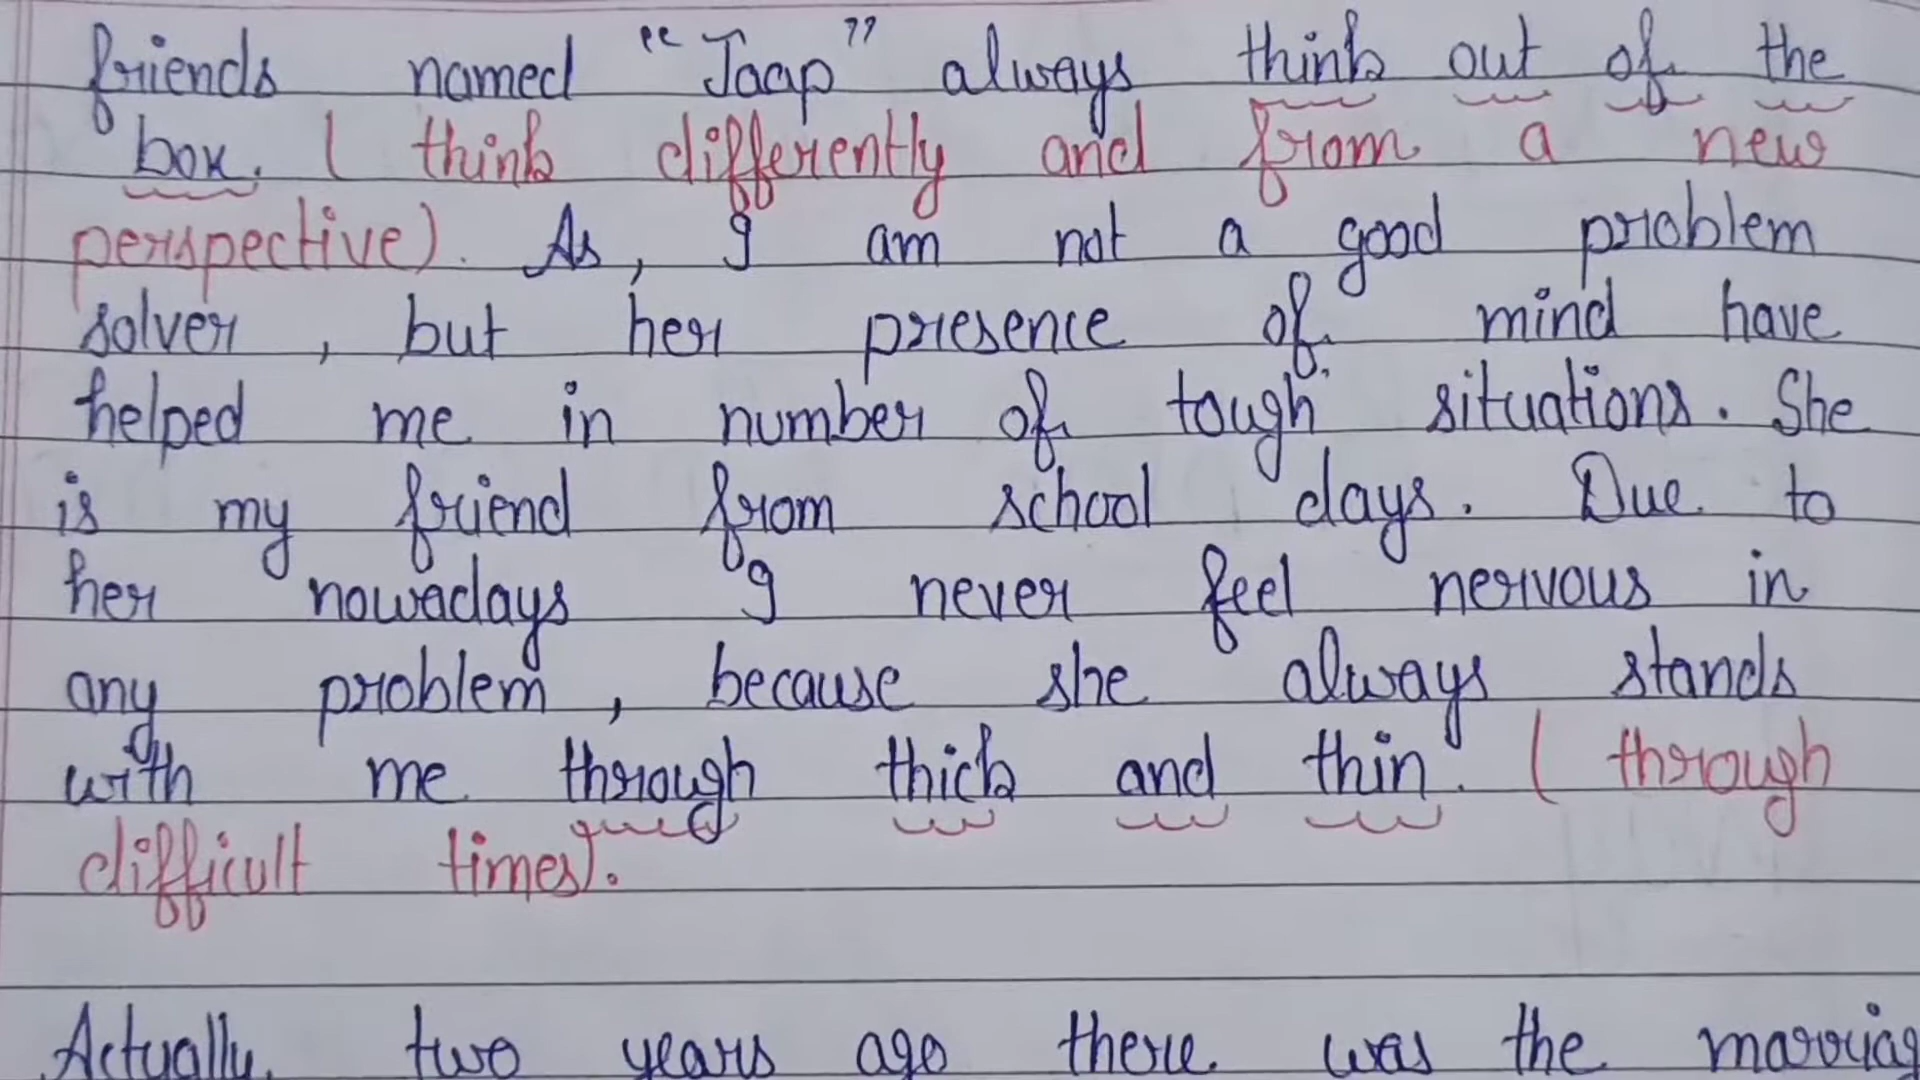 friends named "Jaap" always think out of the
box. ( think differently and from a new
perspective). As, I am not a good problem
solver, but her presence of mind have
helped me in number of tough situations. She
is my friend from school days. Due to
her nowadays I never feel nervous in
any problem, because she always stands
with me through thick and thin. ( through
difficult times).
Actually, two years ago there was the marriag